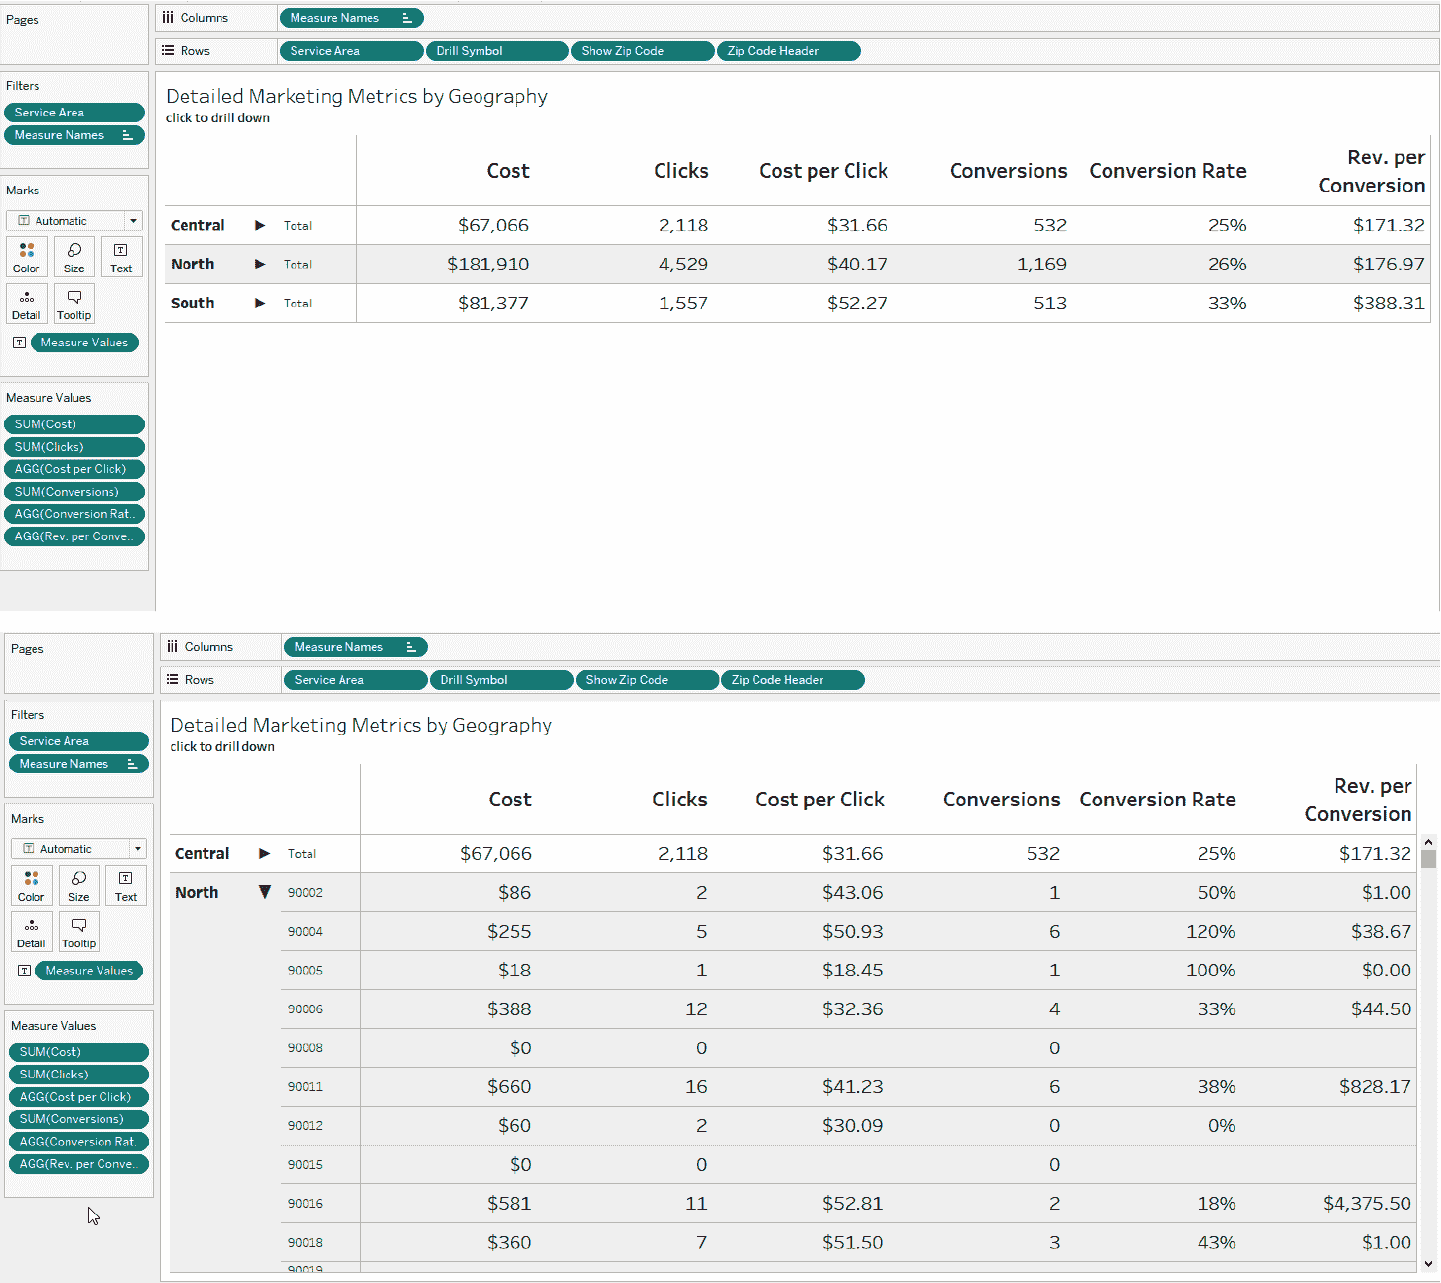 Pages
Columns
Measure Names
Rows
Service Area
Drill Symbol
Show Zip Code
Zip Code Header
Filters
Service Area
Measure Names
Marks
Automatic
Color
Size
Text
Detail
Tooltip
Measure Values
Measure Values
SUM(Cost)
SUM(Clicks)
AGG(Cost per Click)
SUM(Conversions)
AGG(Conversion Rat..
AGG(Rev. per Conve..
Detailed Marketing Metrics by Geography
click to drill down
Cost Clicks Cost per Click Conversions Conversion Rate Rev. per
Conversion
Central ▶ Total $67,066 2,118 $31.66 532 25% $171.32
North ▶ Total $181,910 4,529 $40.17 1,169 26% $176.97
South ▶ Total $81,377 1,557 $52.27 513 33% $388.31
Pages
Columns
Measure Names
Rows
Service Area
Drill Symbol
Show Zip Code
Zip Code Header
Filters
Service Area
Measure Names
Marks
Automatic
Color
Size
Text
Detail
Tooltip
Measure Values
Measure Values
SUM(Cost)
SUM(Clicks)
AGG(Cost per Click)
SUM(Conversions)
AGG(Conversion Rat.
AGG(Rev. per Conve..
Detailed Marketing Metrics by Geography
click to drill down
Cost Clicks Cost per Click Conversions Conversion Rate Rev. per
Conversion
Central ▶ Total $67,066 2,118 $31.66 532 25% $171.32
North ▼ 90002 $86 2 $43.06 1 50% $1.00
90004 $255 5 $50.93 6 120% $38.67
90005 $18 1 $18.45 1 100% $0.00
90006 $388 12 $32.36 4 33% $44.50
90008 $0 0 0
90011 $660 16 $41.23 6 38% $828.17
90012 $60 2 $30.09 0 0%
90015 $0 0 0
90016 $581 11 $52.81 2 18% $4,375.50
90018 $360 7 $51.50 3 43% $1.00
90019